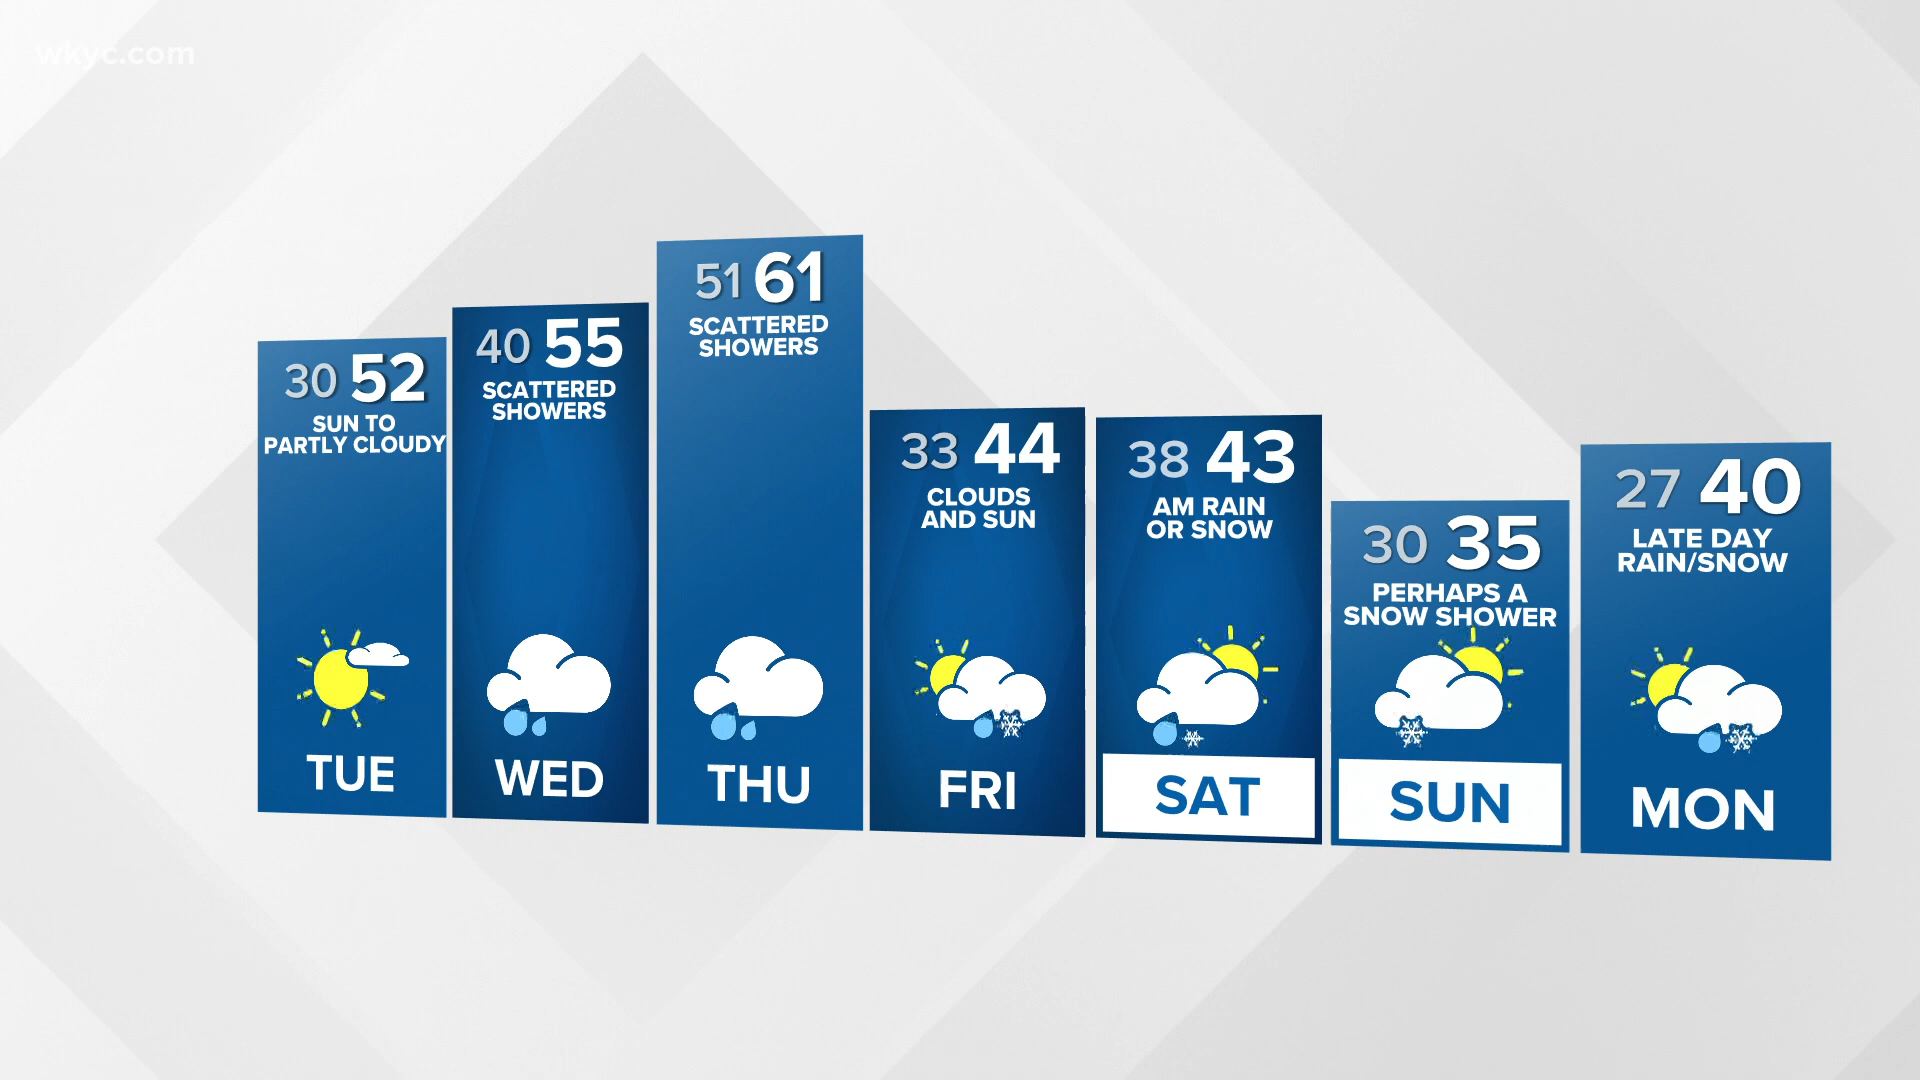 wkyc.com
30 52
SUN TO
PARTLY CLOUDY
TUE
40 55
SCATTERED
SHOWERS
WED
51 61
SCATTERED
SHOWERS
THU
33 44
CLOUDS
AND SUN
FRI
38 43
AM RAIN
OR SNOW
SAT
30 35
PERHAPS A
SNOW SHOWER
SUN
27 40
LATE DAY
RAIN/SNOW
MON